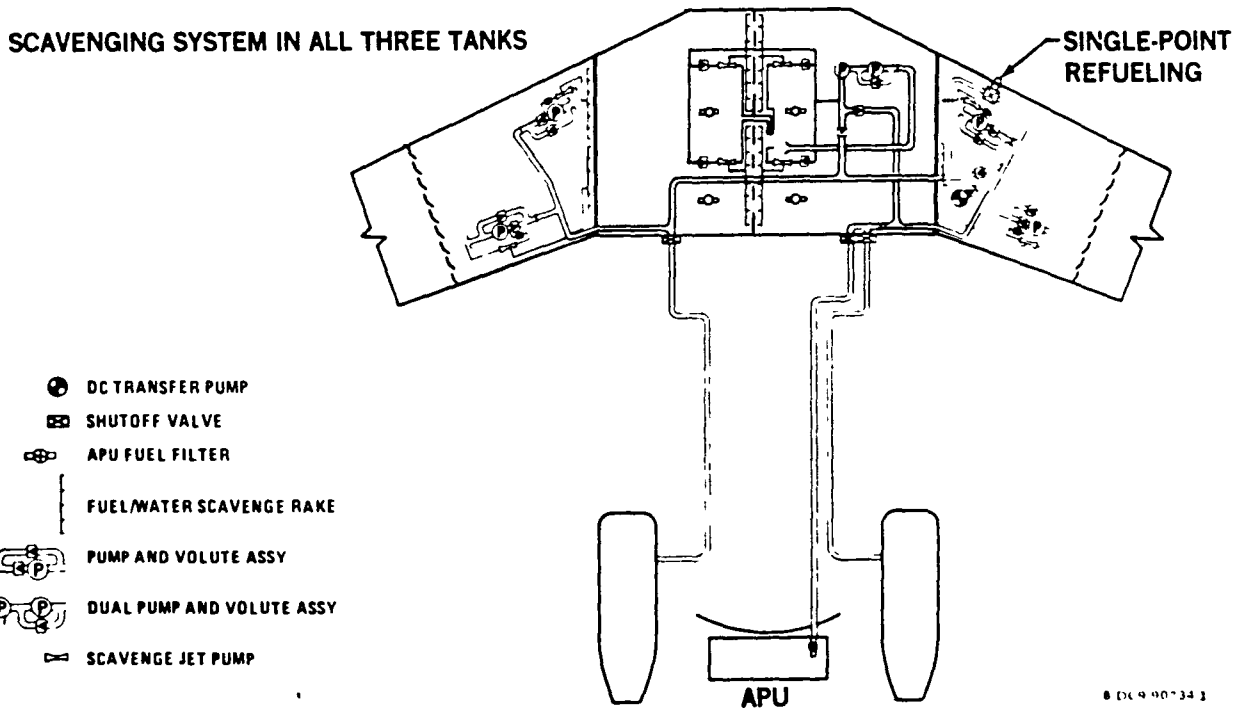 SCAVENGING SYSTEM IN ALL THREE TANKS
SINGLE-POINT
REFUELING
DC TRANSFER PUMP
SHUTOFF VALVE
APU FUEL FILTER
FUEL/WATER SCAVENGE RAKE
PUMP AND VOLUTE ASSY
DUAL PUMP AND VOLUTE ASSY
SCAVENGE JET PUMP
APU
P
P
P
P
P
P
P
P
P